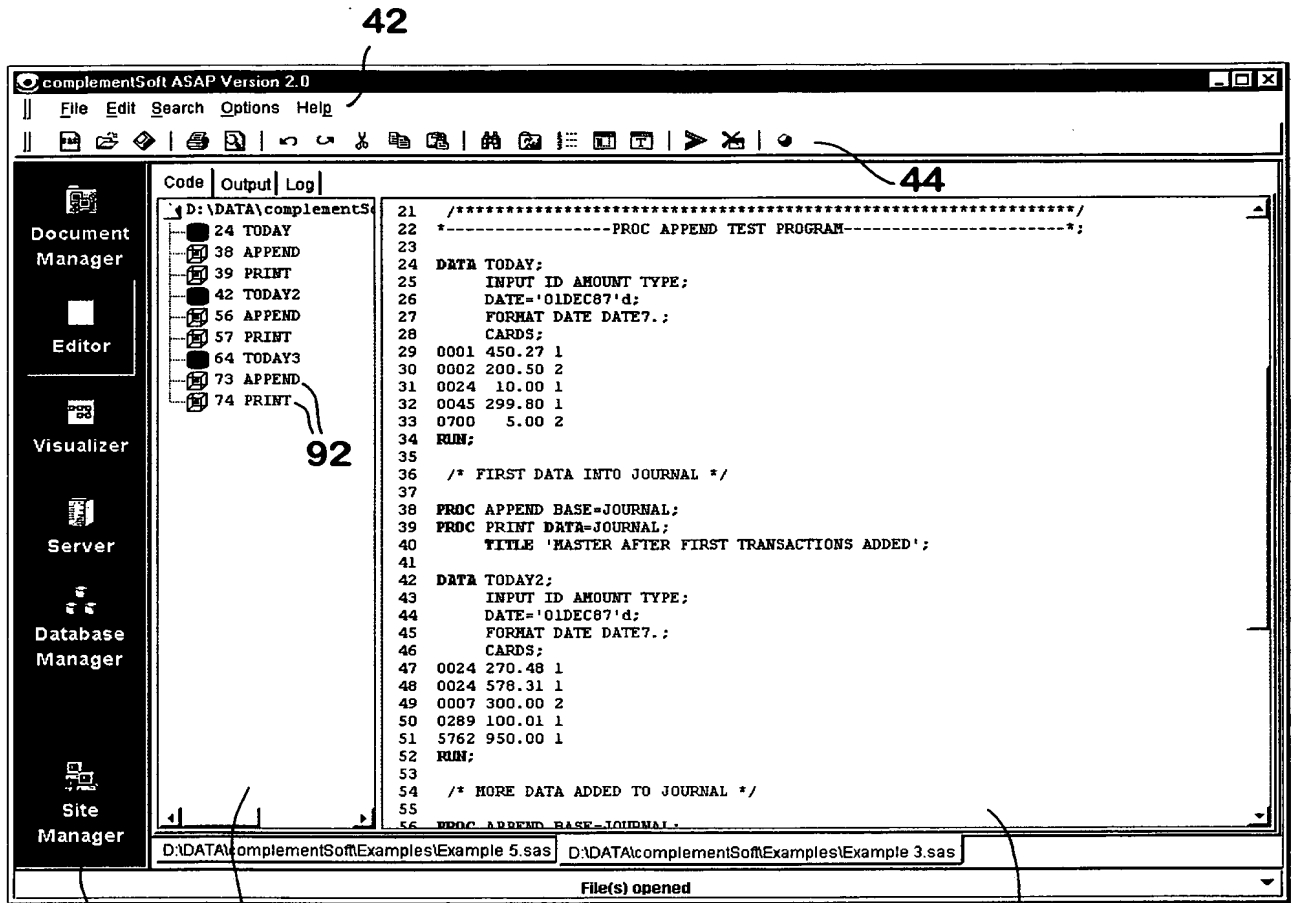 42
complementSoft ASAP Version 2.0
File Edit Search Options Help
44
Document
Manager
Editor
Visualizer
Server
Database
Manager
Site
Manager
Code Output Log
D:\DATA\complementS
24 TODAY
38 APPEND
39 PRINT
42 TODAY2
56 APPEND
57 PRINT
64 TODAY3
73 APPEND
74 PRINT
92
21 /**************************************************************/
22 *-----------------PROC APPEND TEST PROGRAM-----------------------*;
23
24 DATA TODAY;
25 INPUT ID AMOUNT TYPE;
26 DATE='01DEC87'd;
27 FORMAT DATE DATE7.;
28 CARDS;
29 0001 450.27 1
30 0002 200.50 2
31 0024 10.00 1
32 0045 299.80 1
33 0700 5.00 2
34 RUN;
35
36 /* FIRST DATA INTO JOURNAL */
37
38 PROC APPEND BASE=JOURNAL;
39 PROC PRINT DATA=JOURNAL;
40 TITLE 'MASTER AFTER FIRST TRANSACTIONS ADDED';
41
42 DATA TODAY2;
43 INPUT ID AMOUNT TYPE;
44 DATE='01DEC87'd;
45 FORMAT DATE DATE7.;
46 CARDS;
47 0024 270.48 1
48 0024 578.31 1
49 0007 300.00 2
50 0289 100.01 1
51 5762 950.00 1
52 RUN;
53
54 /* MORE DATA ADDED TO JOURNAL */
55
56 PROC APPEND BASE=JOURNAL;
D:\DATA\complementSoft\Examples\Example 5.sas D:\DATA\complementSoft\Examples\Example 3.sas
File(s) opened